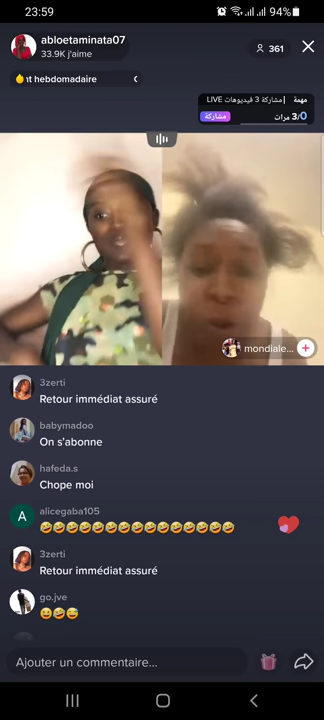 23:59
94%
abloetaminata07
33.9K j'aime
361
nt hebdomadaire
مهمة | مشاركة 3 فيديوهات LIVE
مشاركة
3/0 مرات
mondiale...
3zerti
Retour immédiat assuré
babymadoo
On s'abonne
hafeda.s
Chope moi
A
alicegaba105
🤣🤣🤣🤣🤣🤣🤣🤣🤣🤣🤣🤣🤣🤣🤣
3zerti
Retour immédiat assuré
go.jve
😄🤣😅
Ajouter un commentaire...